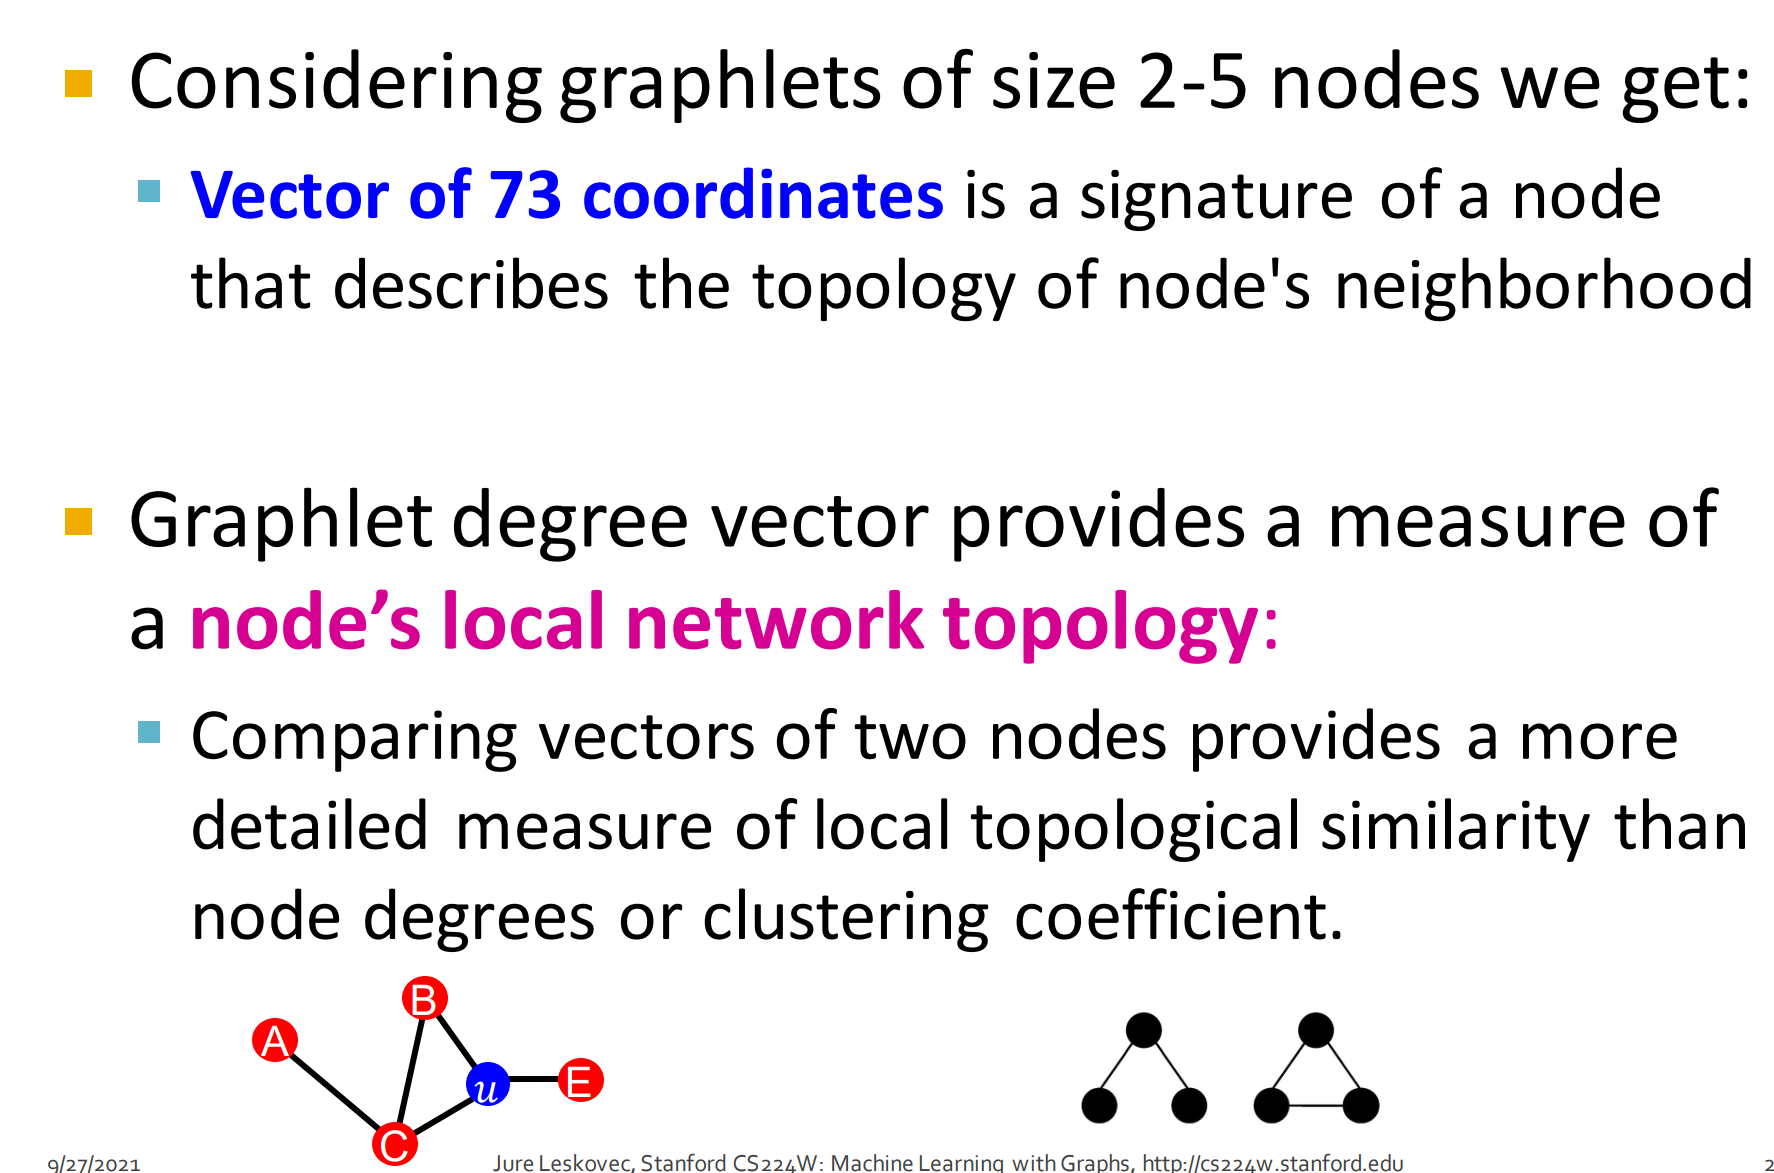 Considering graphlets of size 2-5 nodes we get:
Vector of 73 coordinates is a signature of a node
that describes the topology of node's neighborhood
Graphlet degree vector provides a measure of
a node’s local network topology:
Comparing vectors of two nodes provides a more
detailed measure of local topological similarity than
node degrees or clustering coefficient.
B
A
u
E
C
9/27/2021
Jure Leskovec, Stanford CS224W: Machine Learning with Graphs, http://cs224w.stanford.edu